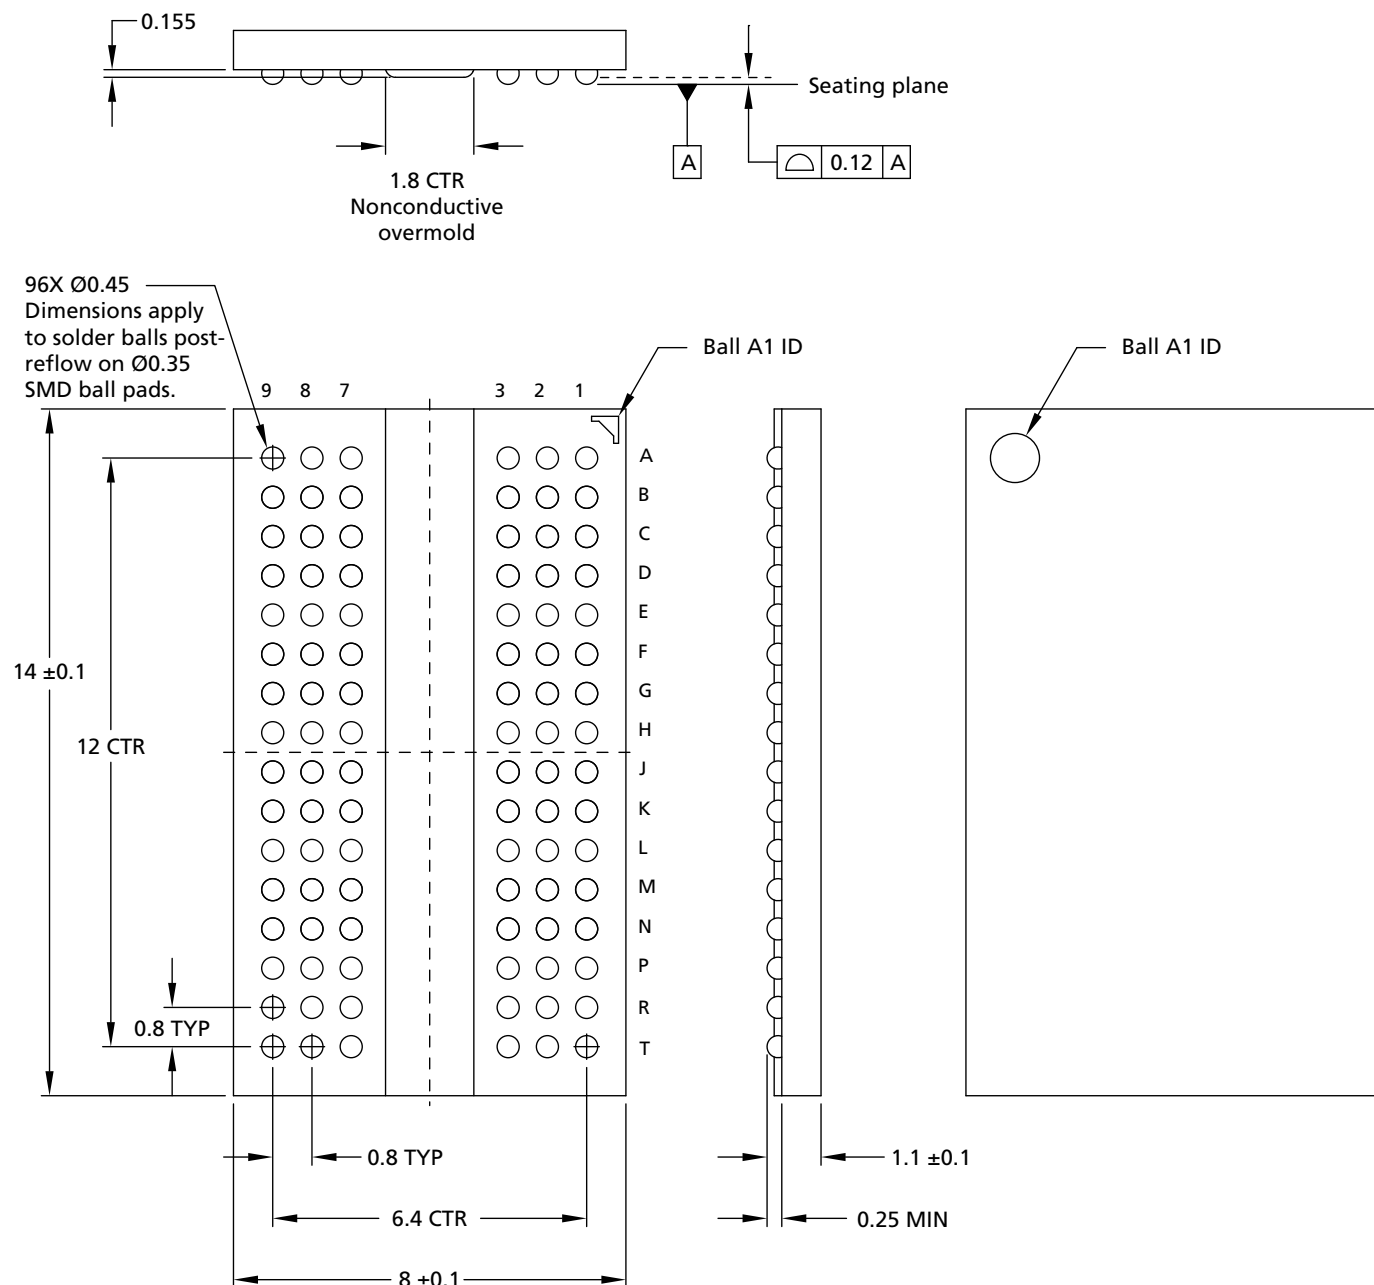 0.155
Seating plane
A
0.12 A
1.8 CTR
Nonconductive
overmold
96X Ø0.45
Dimensions apply
to solder balls post-
reflow on Ø0.35
SMD ball pads.
Ball A1 ID
Ball A1 ID
9 8 7 3 2 1
A
B
C
D
E
F
G
H
J
K
L
M
N
P
R
T
14 ±0.1
12 CTR
0.8 TYP
0.8 TYP
1.1 ±0.1
6.4 CTR
0.25 MIN
8 ±0.1